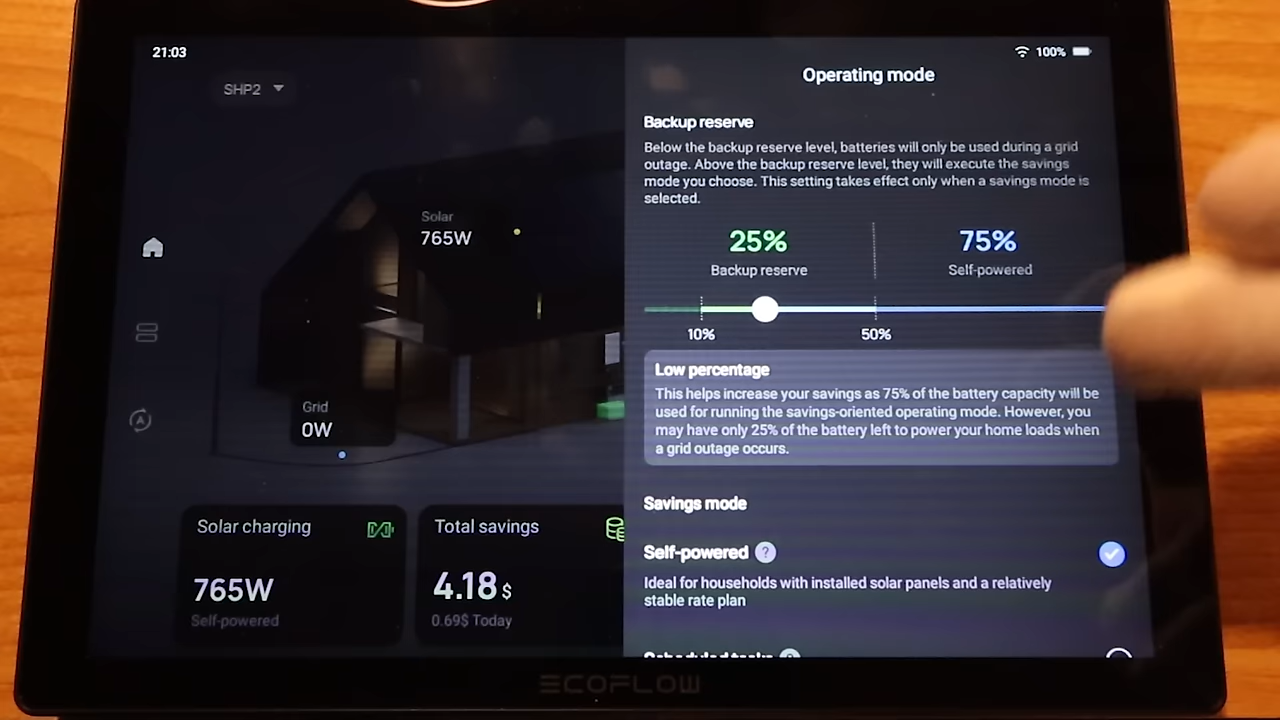 21:03
100%
SHP2
Operating mode
Backup reserve
Below the backup reserve level, batteries will only be used during a grid
outage. Above the backup reserve level, they will execute the savings
mode you choose. This setting takes effect only when a savings mode is
selected.
25%
75%
Backup reserve
Self-powered
10%
50%
Low percentage
This helps increase your savings as 75% of the battery capacity will be
used for running the savings-oriented operating mode. However, you
may have only 25% of the battery left to power your home loads when
a grid outage occurs.
Savings mode
Self-powered ?
Ideal for households with installed solar panels and a relatively
stable rate plan
Scheduled tasks ?
Solar
765W
Grid
0W
A
Solar charging
765W
Self-powered
Total savings
4.18 $
0.69$ Today
ECOFLOW